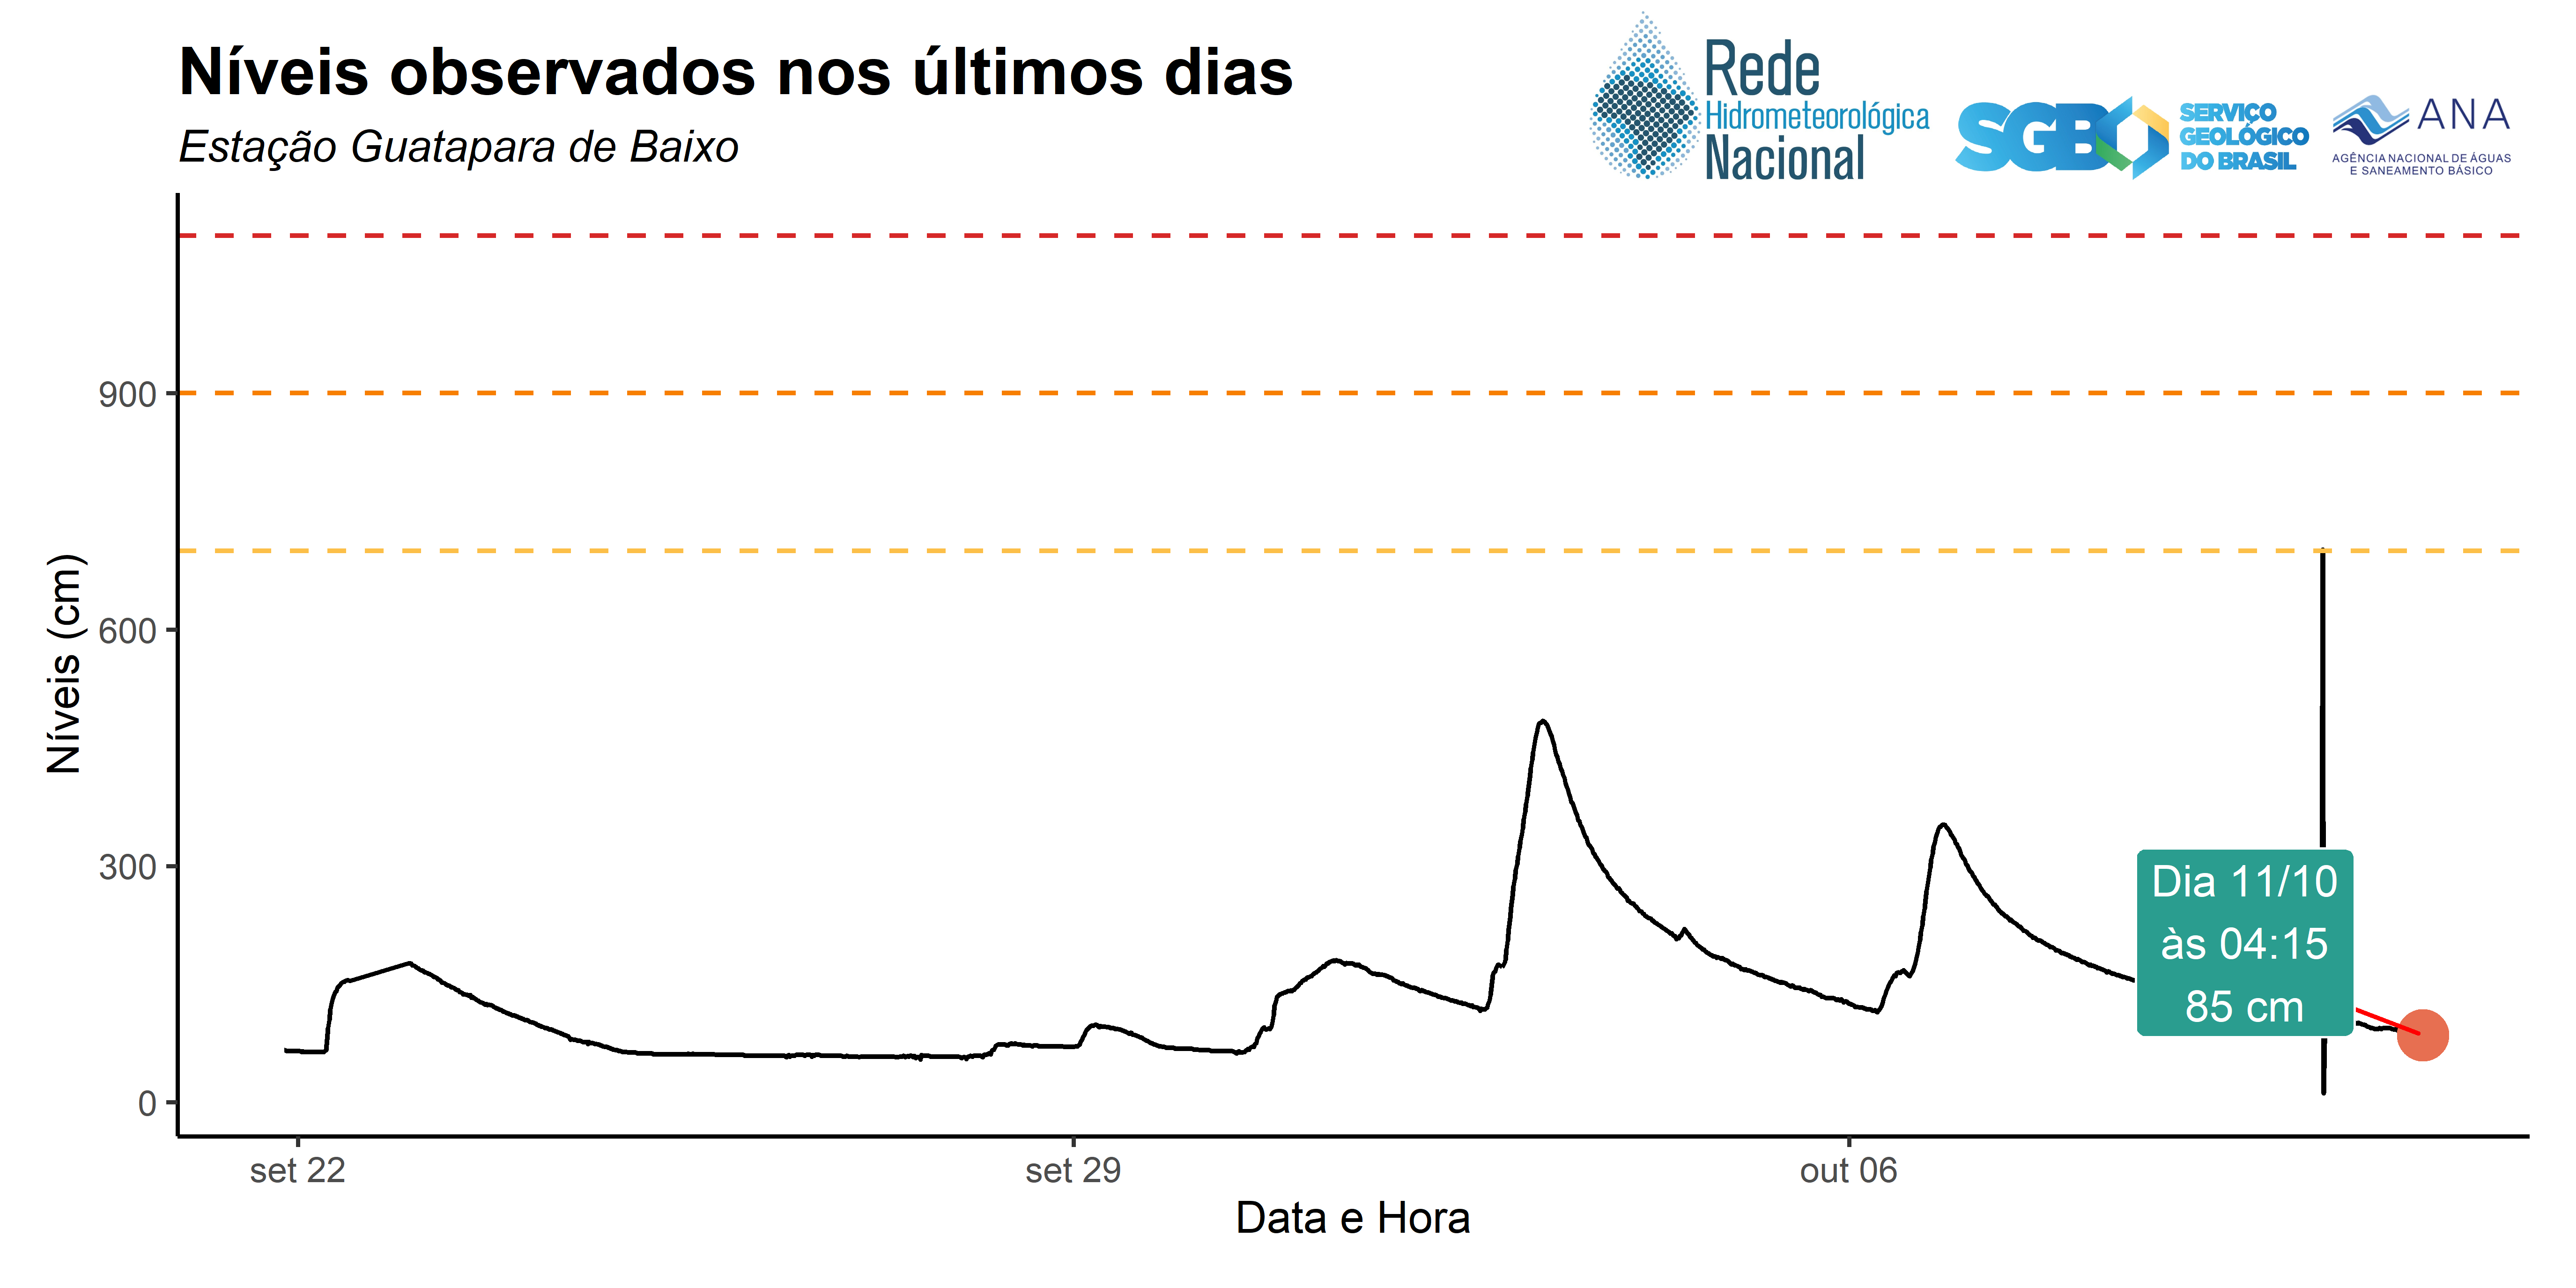 Níveis observados nos últimos dias
Estação Guatapara de Baixo
Rede
Hidrometeorológica
Nacional
SGB
SERVIÇO
GEOLÓGICO
DO BRASIL
ANA
AGÊNCIA NACIONAL DE ÁGUAS
E SANEAMENTO BÁSICO
Níveis (cm)
900
600
300
0
Dia 11/10
às 04:15
85 cm
set 22
set 29
out 06
Data e Hora